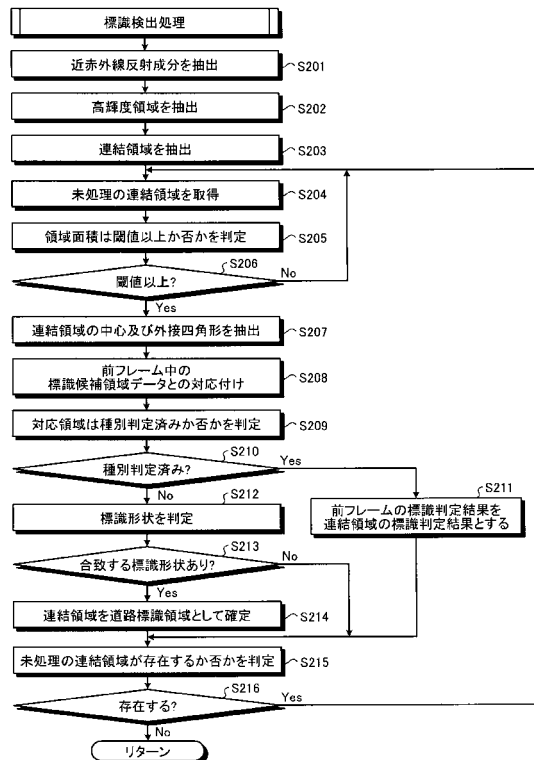 標識検出処理
近赤外線反射成分を抽出
S201
高輝度領域を抽出
S202
連結領域を抽出
S203
未処理の連結領域を取得
S204
領域面積は閾値以上か否かを判定
S205
S206
閾値以上?
No
Yes
連結領域の中心及び外接四角形を抽出
S207
前フレーム中の
標識候補領域データとの対応付け
S208
対応領域は種別判定済みか否かを判定
S209
S210
種別判定済み?
Yes
No
S211
前フレームの標識判定結果を
連結領域の標識判定結果とする
S212
標識形状を判定
S213
合致する標識形状あり?
No
Yes
連結領域を道路標識領域として確定
S214
未処理の連結領域が存在するか否かを判定
S215
S216
存在する?
Yes
No
リターン